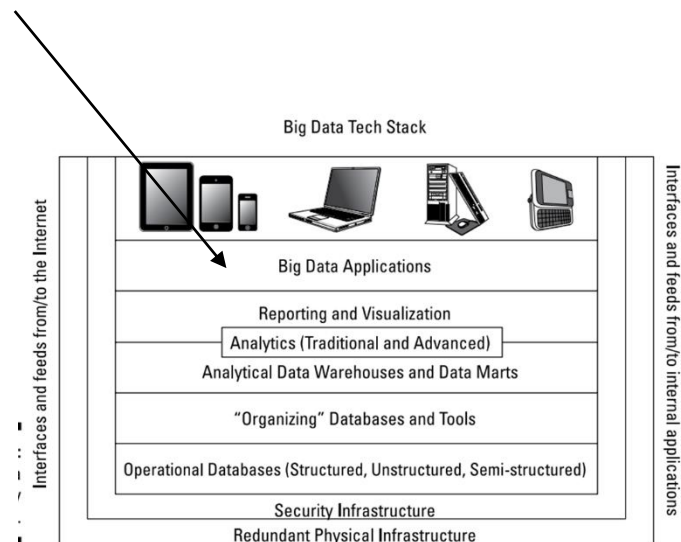 Big Data Tech Stack
Interfaces and feeds from/to the Internet
Interfaces and feeds from/to internal applications
Big Data Applications
Reporting and Visualization
Analytics (Traditional and Advanced)
Analytical Data Warehouses and Data Marts
“Organizing” Databases and Tools
Operational Databases (Structured, Unstructured, Semi-structured)
Security Infrastructure
Redundant Physical Infrastructure